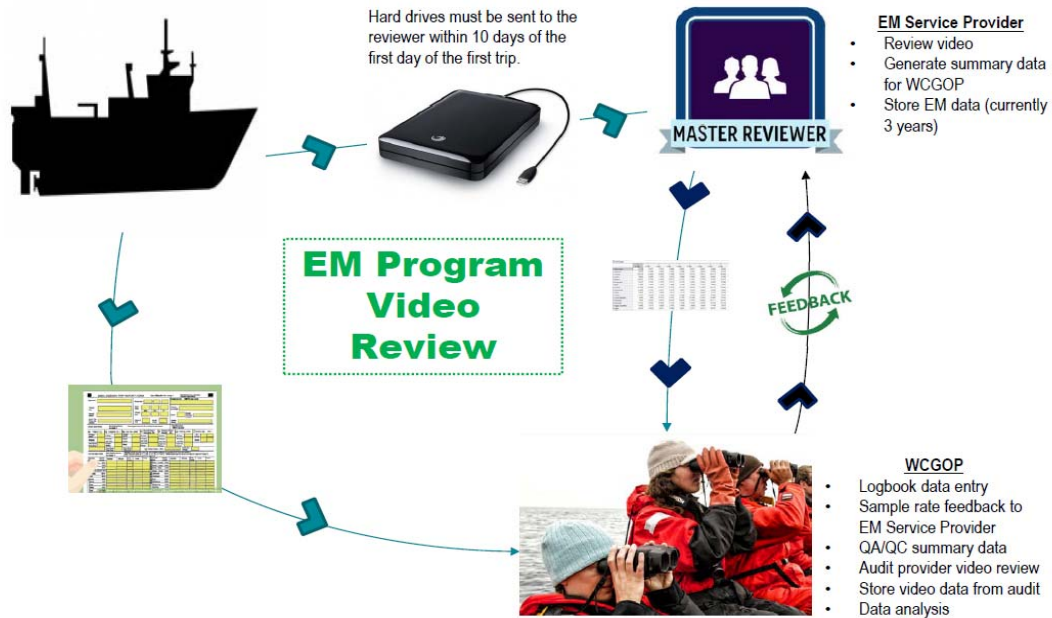 Hard drives must be sent to the
reviewer within 10 days of the
first day of the first trip.
MASTER REVIEWER
EM Service Provider
• Review video
• Generate summary data
for WCGOP
• Store EM data (currently
3 years)
EM Program
Video
Review
FEEDBACK
WCGOP
• Logbook data entry
• Sample rate feedback to
EM Service Provider
• QA/QC summary data
• Audit provider video review
• Store video data from audit
• Data analysis